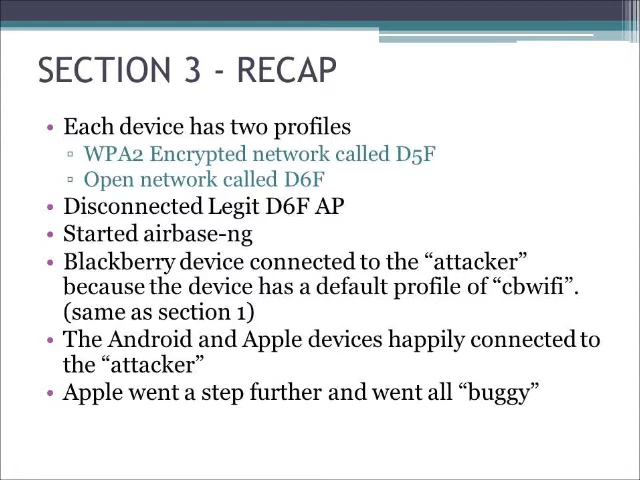 SECTION 3 - RECAP
• Each device has two profiles
▫ WPA2 Encrypted network called D5F
▫ Open network called D6F
• Disconnected Legit D6F AP
• Started airbase-ng
• Blackberry device connected to the “attacker”
because the device has a default profile of “cbwifi”.
(same as section 1)
• The Android and Apple devices happily connected to
the “attacker”
• Apple went a step further and went all “buggy”